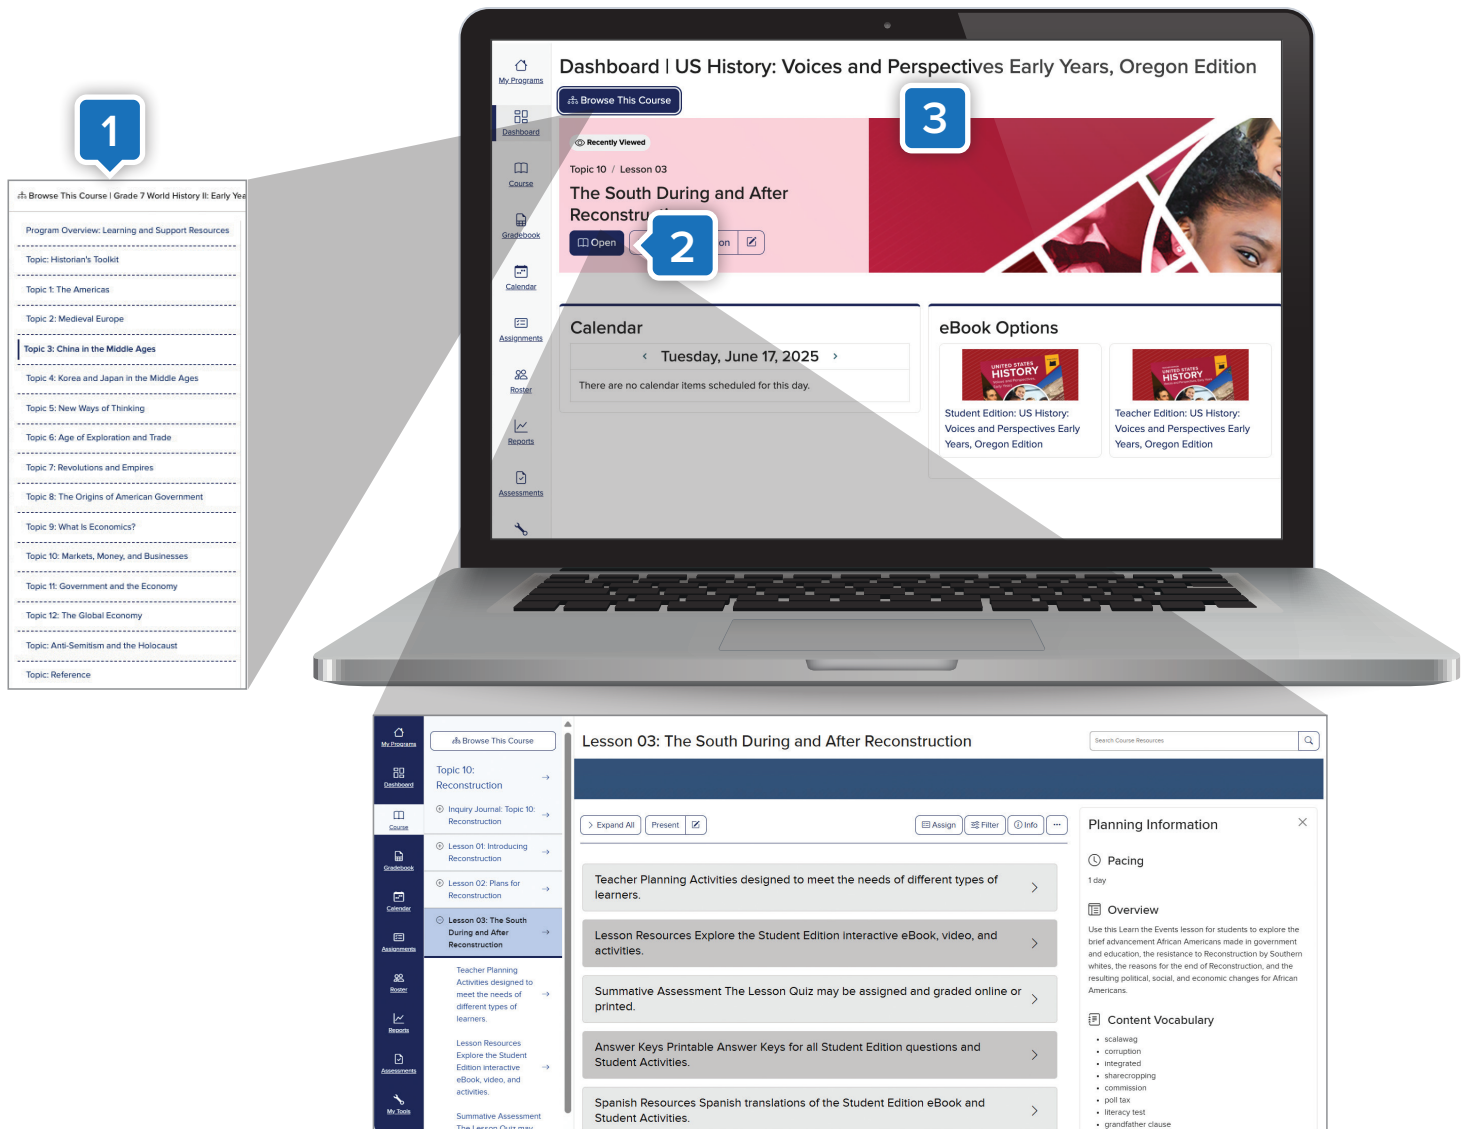 1
Browse This Course | Grade 7 World History II: Early Yea
Program Overview: Learning and Support Resources
Topic: Historian's Toolkit
Topic 1: The Americas
Topic 2: Medieval Europe
Topic 3: China in the Middle Ages
Topic 4: Korea and Japan in the Middle Ages
Topic 5: New Ways of Thinking
Topic 6: Age of Exploration and Trade
Topic 7: Revolutions and Empires
Topic 8: The Origins of American Government
Topic 9: What Is Economics?
Topic 10: Markets, Money, and Businesses
Topic 11: Government and the Economy
Topic 12: The Global Economy
Topic: Anti-Semitism and the Holocaust
Topic: Reference
My Programs
Dashboard
Course
Gradebook
Calendar
Assignments
Roster
Reports
Assessments
Dashboard | US History: Voices and Perspectives Early Years, Oregon Edition
Browse This Course
3
Recently Viewed
Topic 10 / Lesson 03
The South During and After
Reconstru
Open
2
on
Calendar
‹ Tuesday, June 17, 2025 ›
There are no calendar items scheduled for this day.
eBook Options
UNITED STATES
HISTORY
Student Edition: US History:
Voices and Perspectives Early
Years, Oregon Edition
UNITED STATES
HISTORY
Teacher Edition: US History:
Voices and Perspectives Early
Years, Oregon Edition
My Programs
Dashboard
Course
Gradebook
Calendar
Assignments
Roster
Reports
Assessments
My Tools
Browse This Course
Topic 10:
Reconstruction
Inquiry Journal: Topic 10:
Reconstruction
Lesson 01: Introducing
Reconstruction
Lesson 02: Plans for
Reconstruction
Lesson 03: The South
During and After
Reconstruction
Teacher Planning
Activities designed to
meet the needs of
different types of
learners.
Lesson Resources
Explore the Student
Edition interactive
eBook, video, and
activities.
Summative Assessment
The Lesson Quiz may
Lesson 03: The South During and After Reconstruction
Search Course Resources
Expand All
Present
Assign
Filter
Info
Teacher Planning Activities designed to meet the needs of different types of
learners.
Lesson Resources Explore the Student Edition interactive eBook, video, and
activities.
Summative Assessment The Lesson Quiz may be assigned and graded online or
printed.
Answer Keys Printable Answer Keys for all Student Edition questions and
Student Activities.
Spanish Resources Spanish translations of the Student Edition eBook and
Student Activities.
Planning Information
Pacing
1 day
Overview
Use this Learn the Events lesson for students to explore the
brief advancement African Americans made in government
and education, the resistance to Reconstruction by Southern
whites, the reasons for the end of Reconstruction, and the
resulting political, social, and economic changes for African
Americans.
Content Vocabulary
• scalawag
• corruption
• integrated
• sharecropping
• commission
• poll tax
• literacy test
• grandfather clause